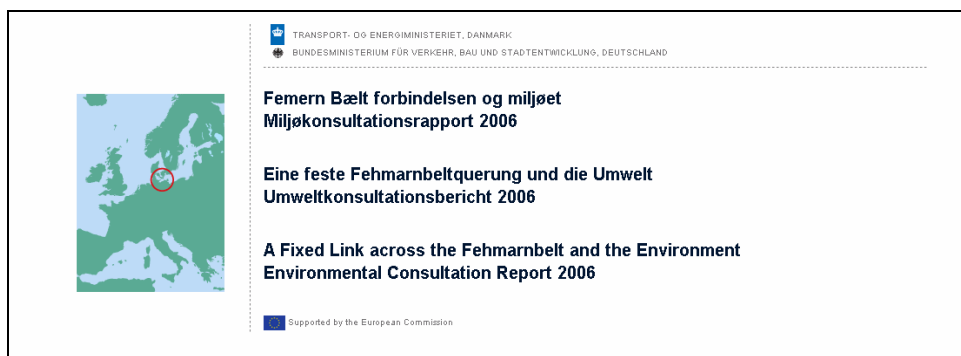 TRANSPORT- OG ENERGIMINISTERIET, DANMARK
BUNDESMINISTERIUM FÜR VERKEHR, BAU UND STADTENTWICKLUNG, DEUTSCHLAND
Femern Bælt forbindelsen og miljøet
Miljøkonsultationsrapport 2006
Eine feste Fehmarnbeltquerung und die Umwelt
Umweltkonsultationsbericht 2006
A Fixed Link across the Fehmarnbelt and the Environment
Environmental Consultation Report 2006
Supported by the European Commission